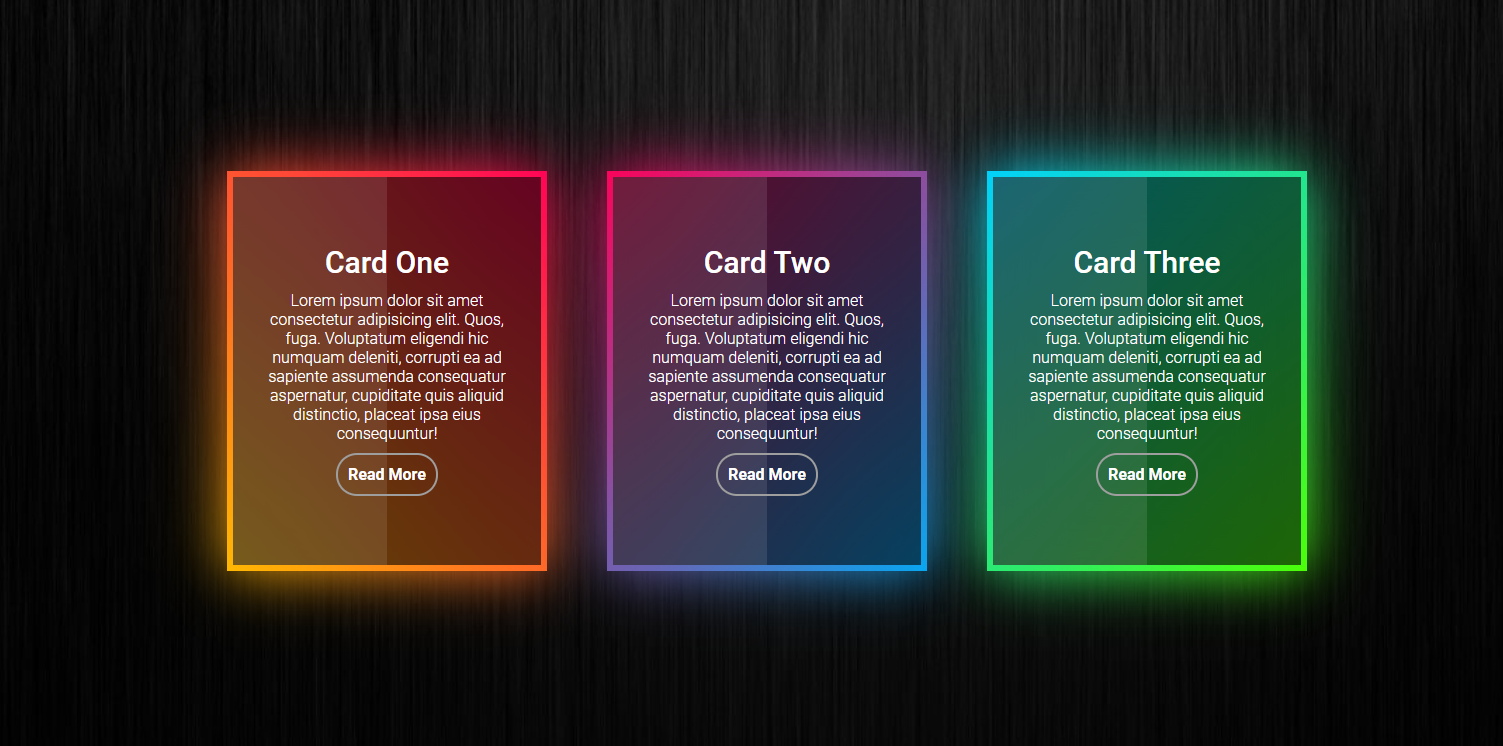 Card One
Lorem ipsum dolor sit amet
consectetur adipisicing elit. Quos,
fuga. Voluptatum eligendi hic
numquam deleniti, corrupti ea ad
sapiente assumenda consequatur
aspernatur, cupiditate quis aliquid
distinctio, placeat ipsa eius
consequuntur!
Read More
Card Two
Lorem ipsum dolor sit amet
consectetur adipisicing elit. Quos,
fuga. Voluptatum eligendi hic
numquam deleniti, corrupti ea ad
sapiente assumenda consequatur
aspernatur, cupiditate quis aliquid
distinctio, placeat ipsa eius
consequuntur!
Read More
Card Three
Lorem ipsum dolor sit amet
consectetur adipisicing elit. Quos,
fuga. Voluptatum eligendi hic
numquam deleniti, corrupti ea ad
sapiente assumenda consequatur
aspernatur, cupiditate quis aliquid
distinctio, placeat ipsa eius
consequuntur!
Read More